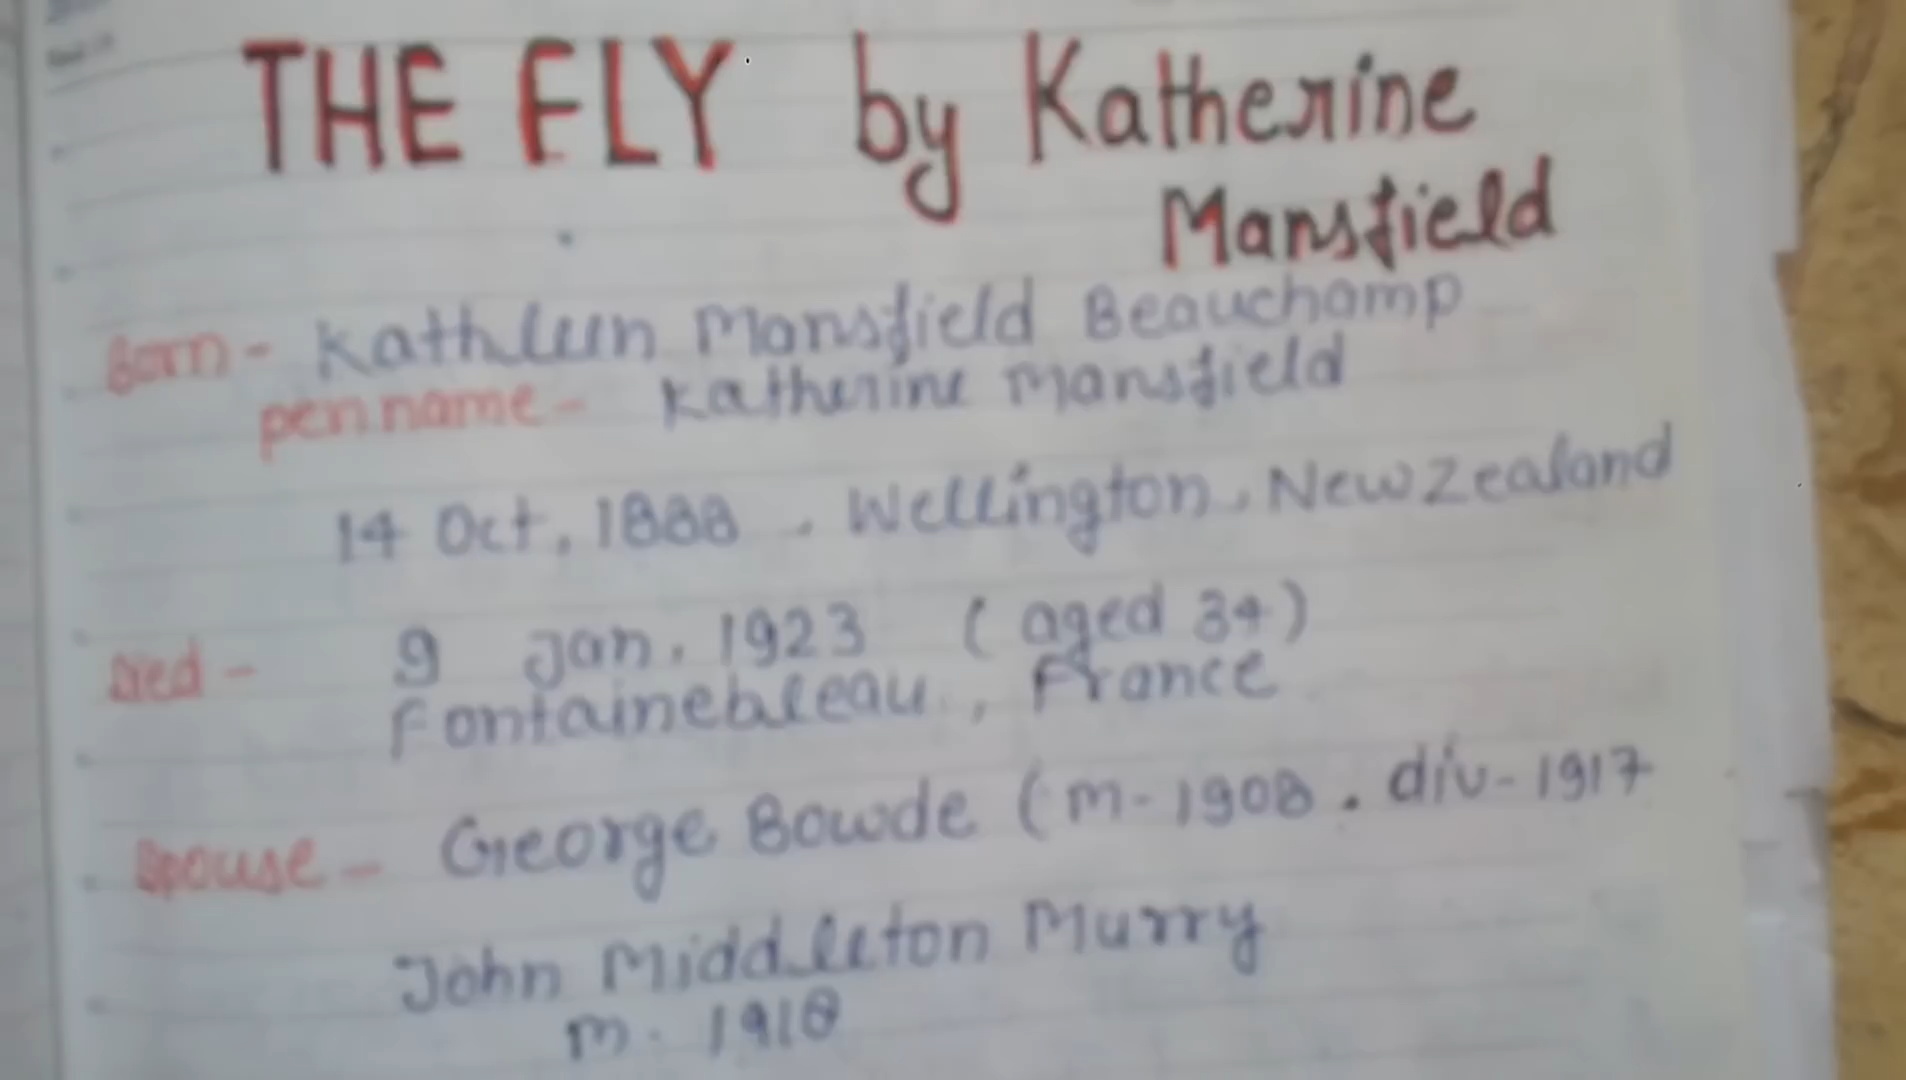 THE FLY by Katherine
Mansfield
Born - Kathleen Mansfield Beauchamp
pen name - Katherine Mansfield
14 Oct, 1888, Wellington, New Zealand
Died - 9 Jan, 1923 (aged 34)
Fontainebleau, France
Spouse - George Bowde (m-1908, div-1917
John Middleton Murry
m. 1918